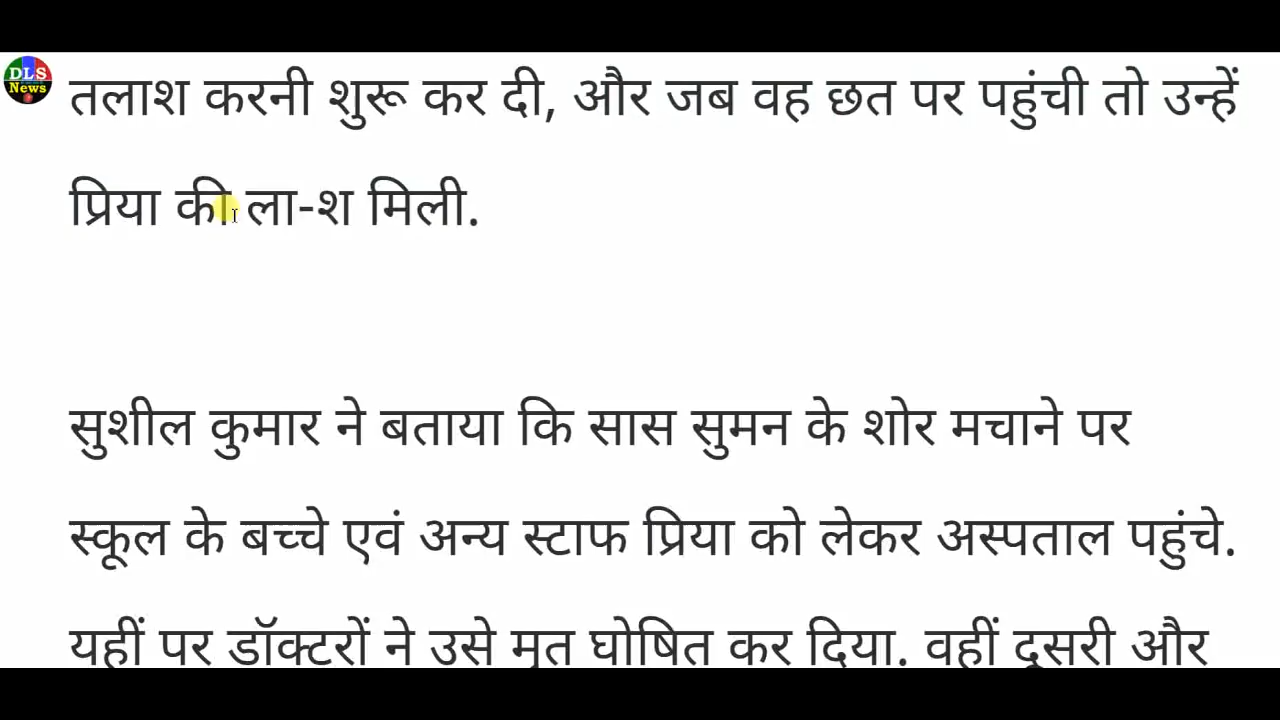 DLS
News
तलाश करनी शुरू कर दी, और जब वह छत पर पहुंची तो उन्हें
प्रिया की ला-श मिली.
सुशील कुमार ने बताया कि सास सुमन के शोर मचाने पर
स्कूल के बच्चे एवं अन्य स्टाफ प्रिया को लेकर अस्पताल पहुंचे.
यहीं पर डॉक्टरों ने उसे मृत घोषित कर दिया. वहीं दूसरी और